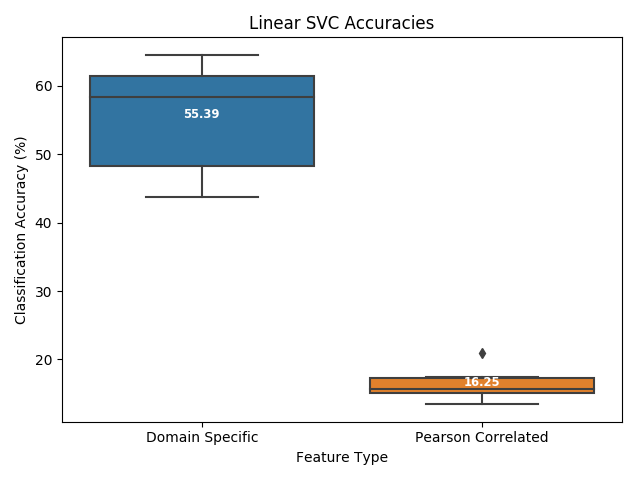 Linear SVC Accuracies
Classification Accuracy (%)
60
50
40
30
20
55.39
16.25
Domain Specific
Pearson Correlated
Feature Type